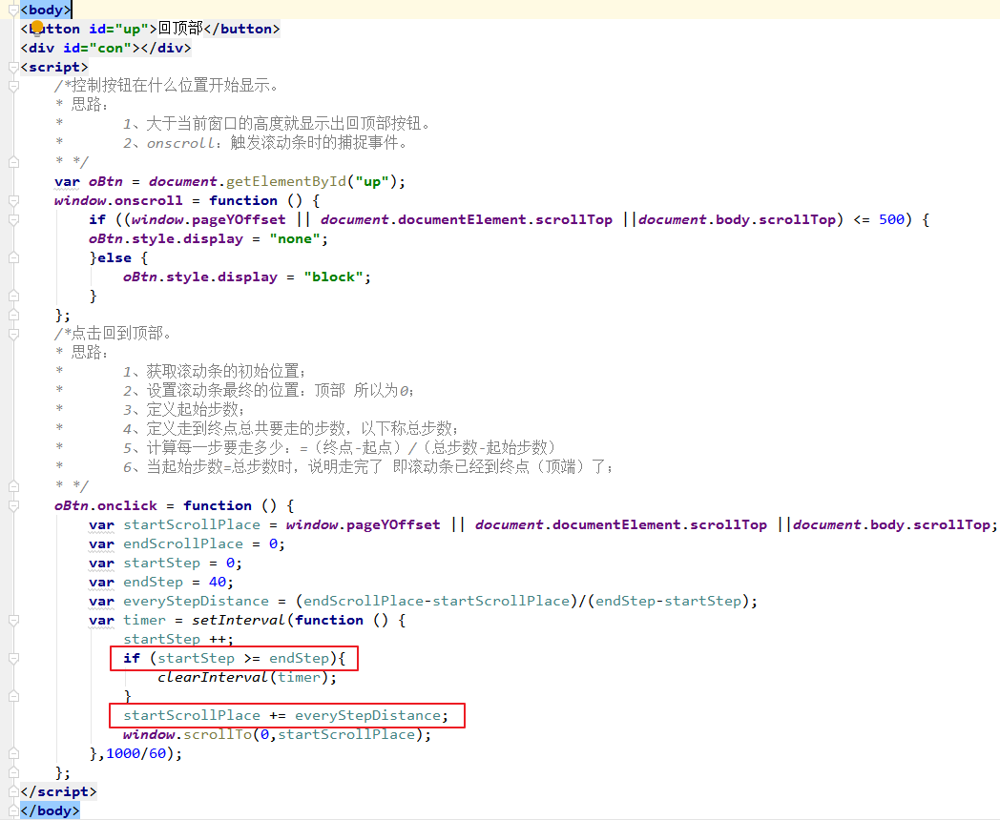 <body>
<button id="up">回顶部</button>
<div id="con"></div>
<script>
    /*控制按钮在什么位置开始显示。
    * 思路：
    *       1、大于当前窗口的高度就显示出回顶部按钮。
    *       2、onscroll：触发滚动条时的捕捉事件。
    * */
    var oBtn = document.getElementById("up");
    window.onscroll = function () {
        if ((window.pageYOffset || document.documentElement.scrollTop ||document.body.scrollTop) <= 500) {
        oBtn.style.display = "none";
        }else {
            oBtn.style.display = "block";
        }
    };
    /*点击回到顶部。
    * 思路：
    *       1、获取滚动条的初始位置；
    *       2、设置滚动条最终的位置：顶部 所以为0；
    *       3、定义起始步数；
    *       4、定义走到终点总共要走的步数，以下称总步数；
    *       5、计算每一步要走多少：=（终点-起点）/（总步数-起始步数）
    *       6、当起始步数=总步数时，说明走完了 即滚动条已经到终点（顶端）了；
    * */
    oBtn.onclick = function () {
        var startScrollPlace = window.pageYOffset || document.documentElement.scrollTop ||document.body.scrollTop;
        var endScrollPlace = 0;
        var startStep = 0;
        var endStep = 40;
        var everyStepDistance = (endScrollPlace-startScrollPlace)/(endStep-startStep);
        var timer = setInterval(function () {
            startStep ++;
            if (startStep >= endStep){
                clearInterval(timer);
            }
            startScrollPlace += everyStepDistance;
            window.scrollTo(0,startScrollPlace);
        },1000/60);
    };
</script>
</body>